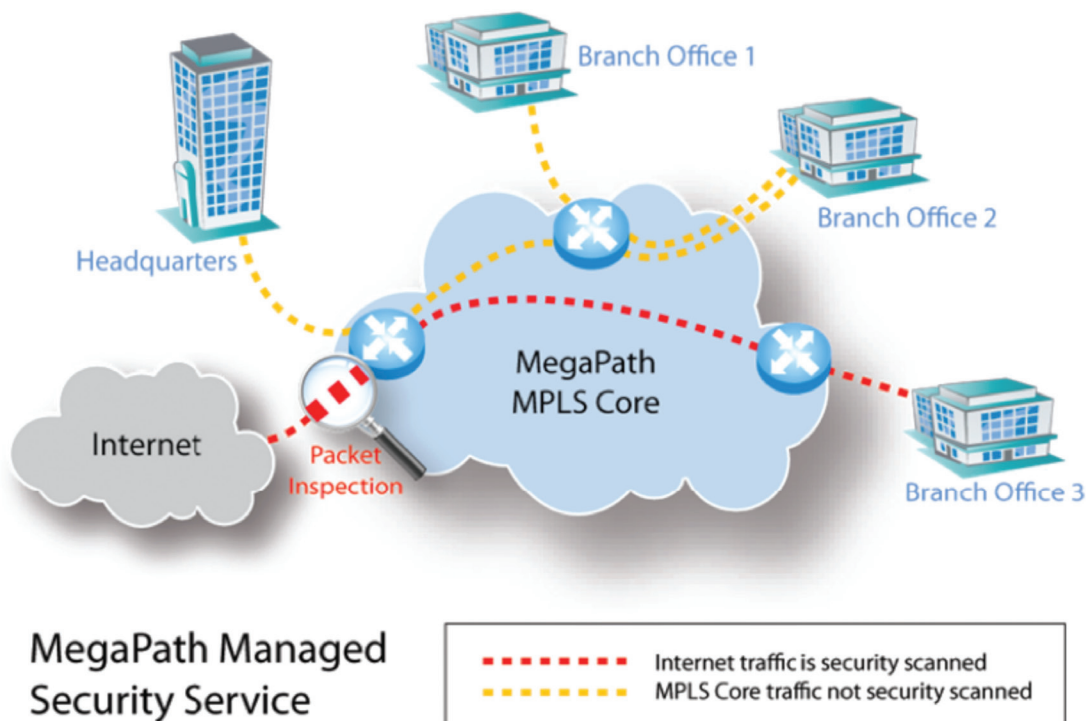 Branch Office 1
Branch Office 2
Headquarters
MegaPath
MPLS Core
Internet
Packet
Inspection
Branch Office 3
MegaPath Managed
Security Service
Internet traffic is security scanned
MPLS Core traffic not security scanned